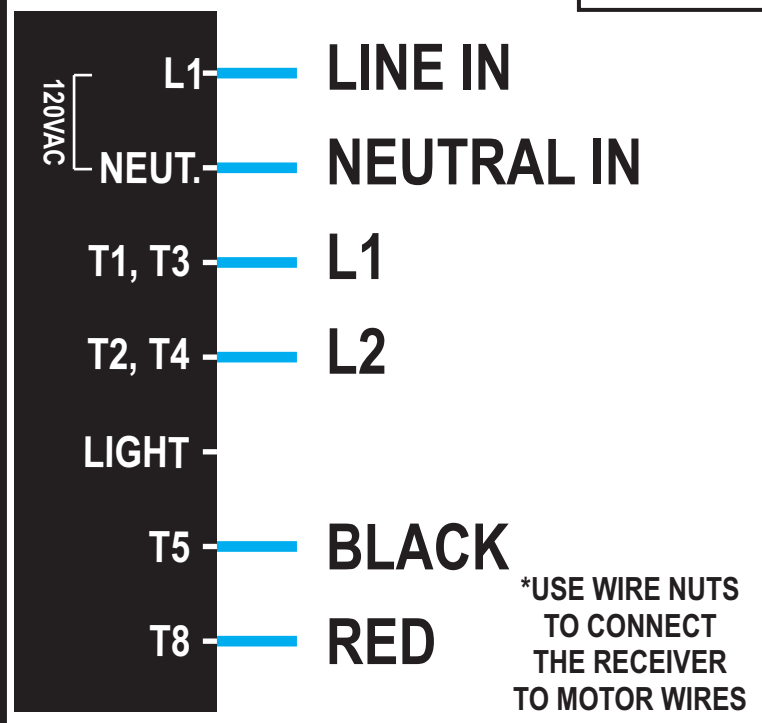 120VAC
L1 LINE IN
NEUT. NEUTRAL IN
T1, T3 L1
T2, T4 L2
LIGHT
T5 BLACK
T8 RED
*USE WIRE NUTS
TO CONNECT
THE RECEIVER
TO MOTOR WIRES